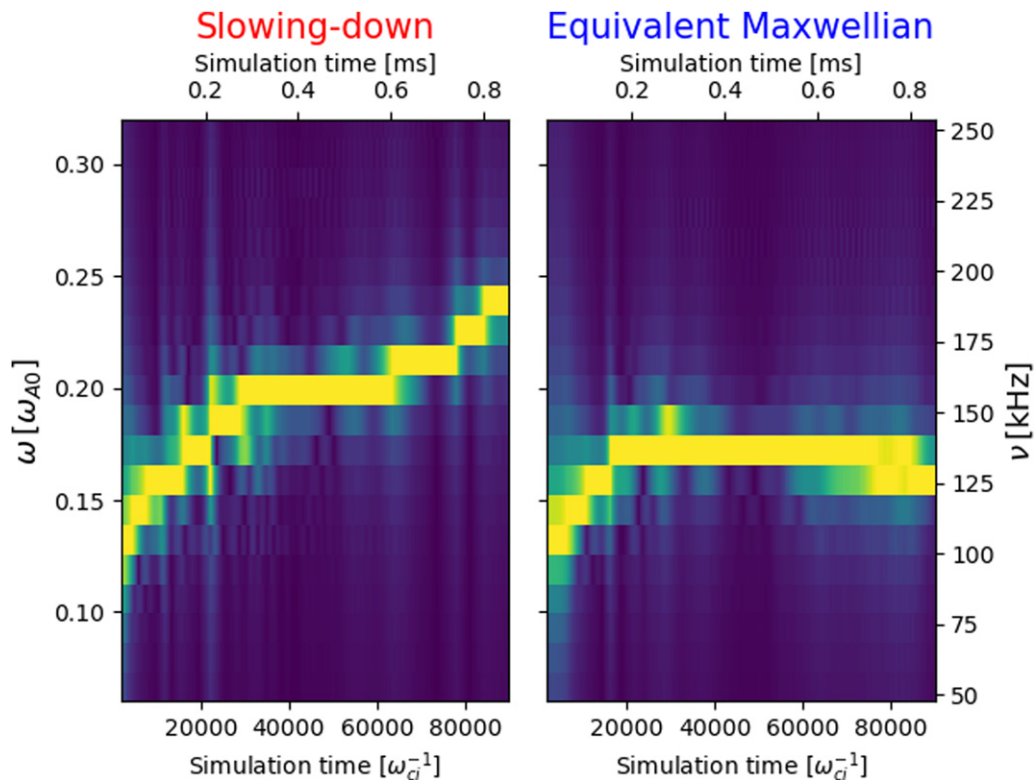 Slowing-down
Equivalent Maxwellian
Simulation time [ms]
Simulation time [ms]
0.2 0.4 0.6 0.8
0.2 0.4 0.6 0.8
0.30
0.25
0.20
0.15
0.10
ω [ω_A0]
250
225
200
175
150
125
100
75
50
ν [kHz]
20000 40000 60000 80000
20000 40000 60000 80000
Simulation time [ω_ci^−1]
Simulation time [ω_ci^−1]